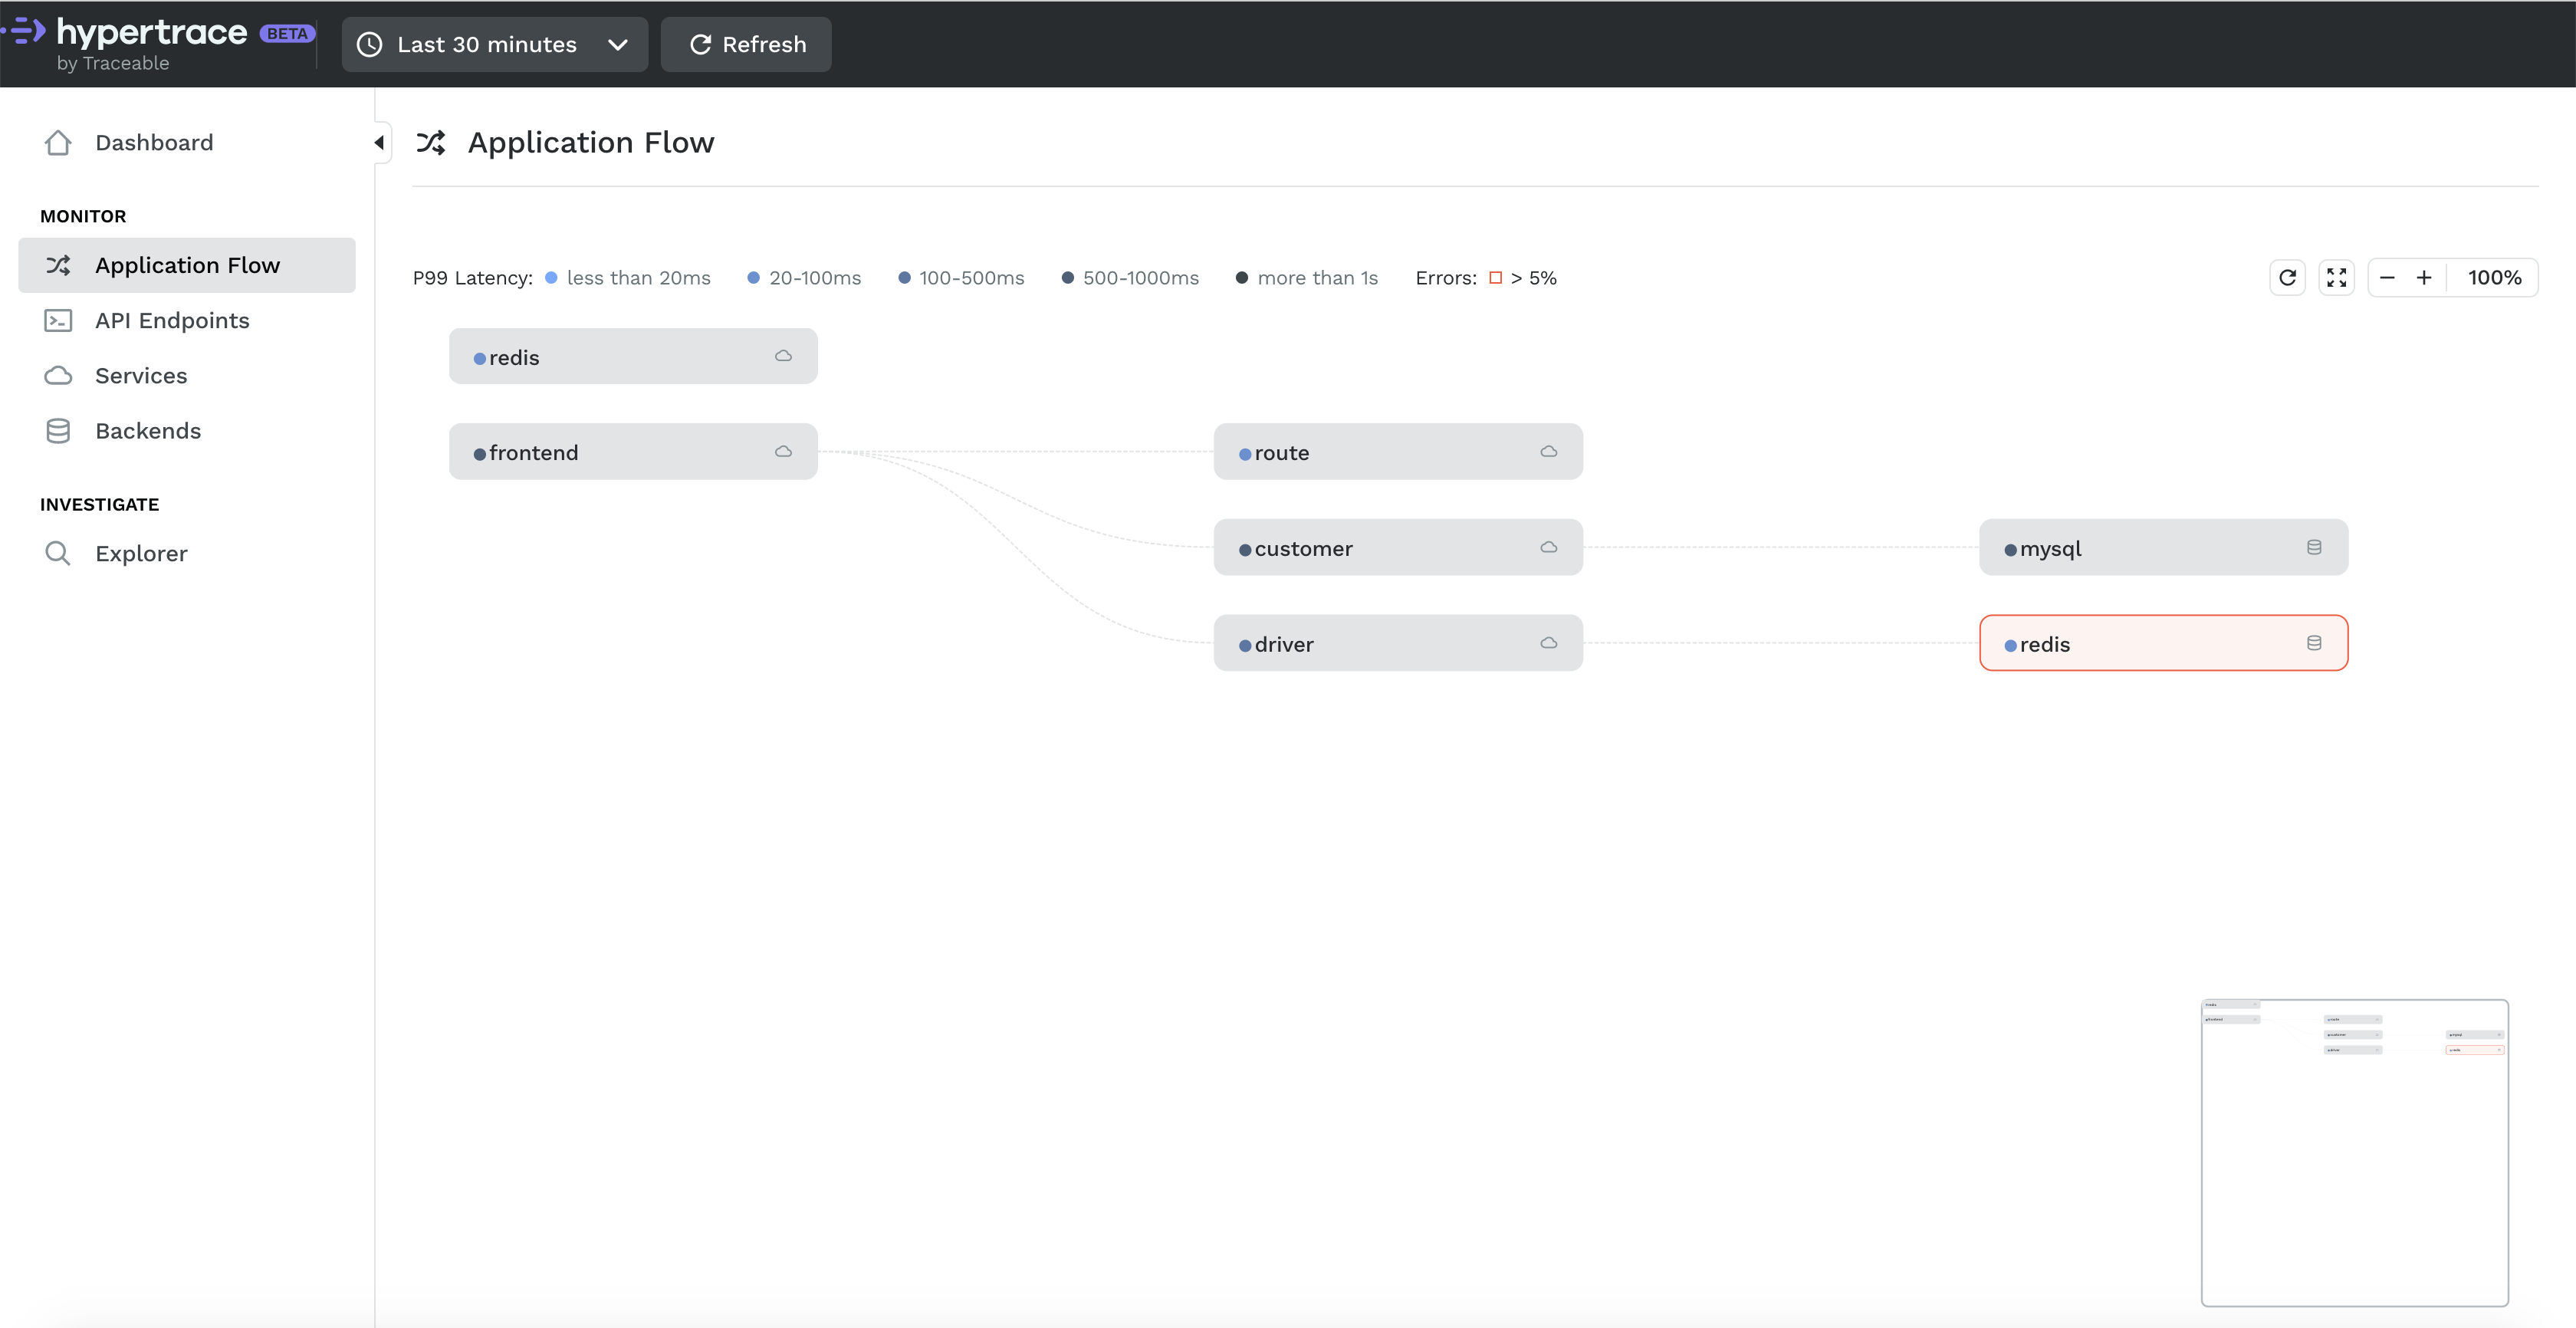 hypertrace BETA
by Traceable
Last 30 minutes
Refresh
Dashboard
MONITOR
Application Flow
API Endpoints
Services
Backends
INVESTIGATE
Explorer
Application Flow
P99 Latency: less than 20ms 20-100ms 100-500ms 500-1000ms more than 1s Errors: > 5%
100%
redis
frontend
route
customer
mysql
driver
redis